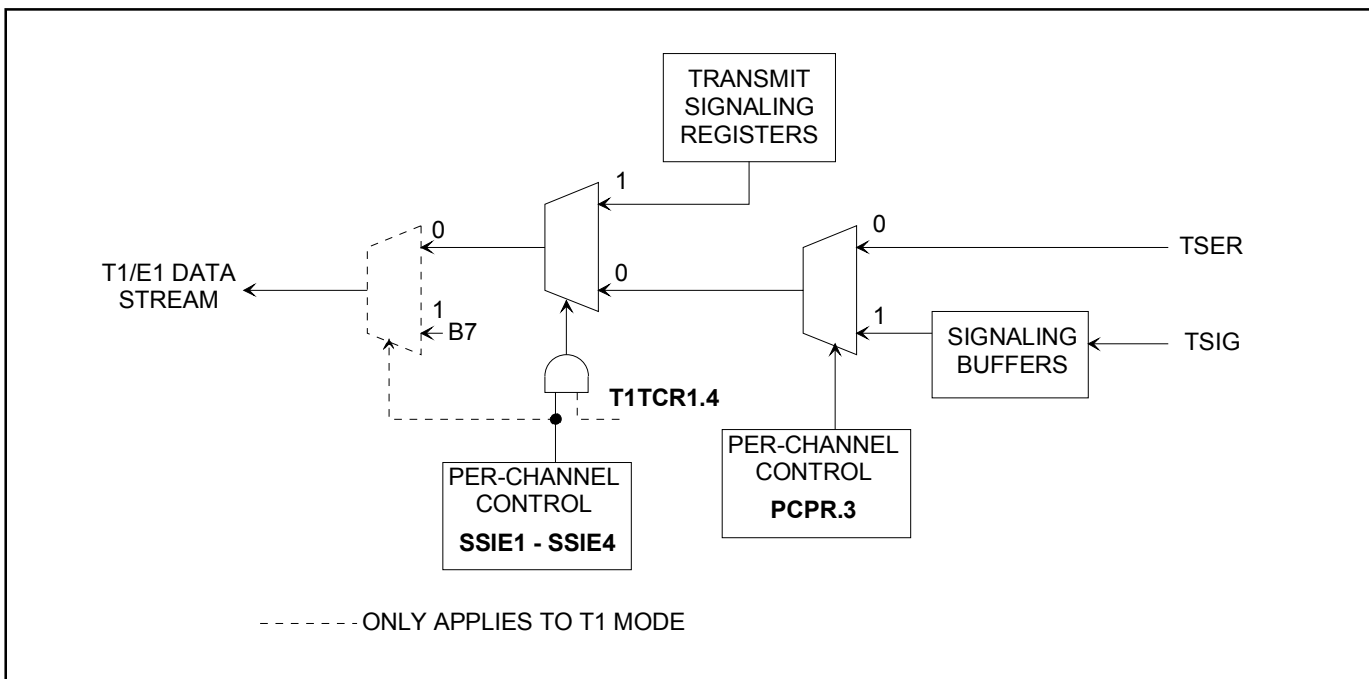 TRANSMIT
SIGNALING
REGISTERS
1
0
0
0
TSER
T1/E1 DATA
STREAM
1
B7
1
SIGNALING
BUFFERS
TSIG
T1TCR1.4
PER-CHANNEL
CONTROL
PCPR.3
PER-CHANNEL
CONTROL
SSIE1 - SSIE4
ONLY APPLIES TO T1 MODE